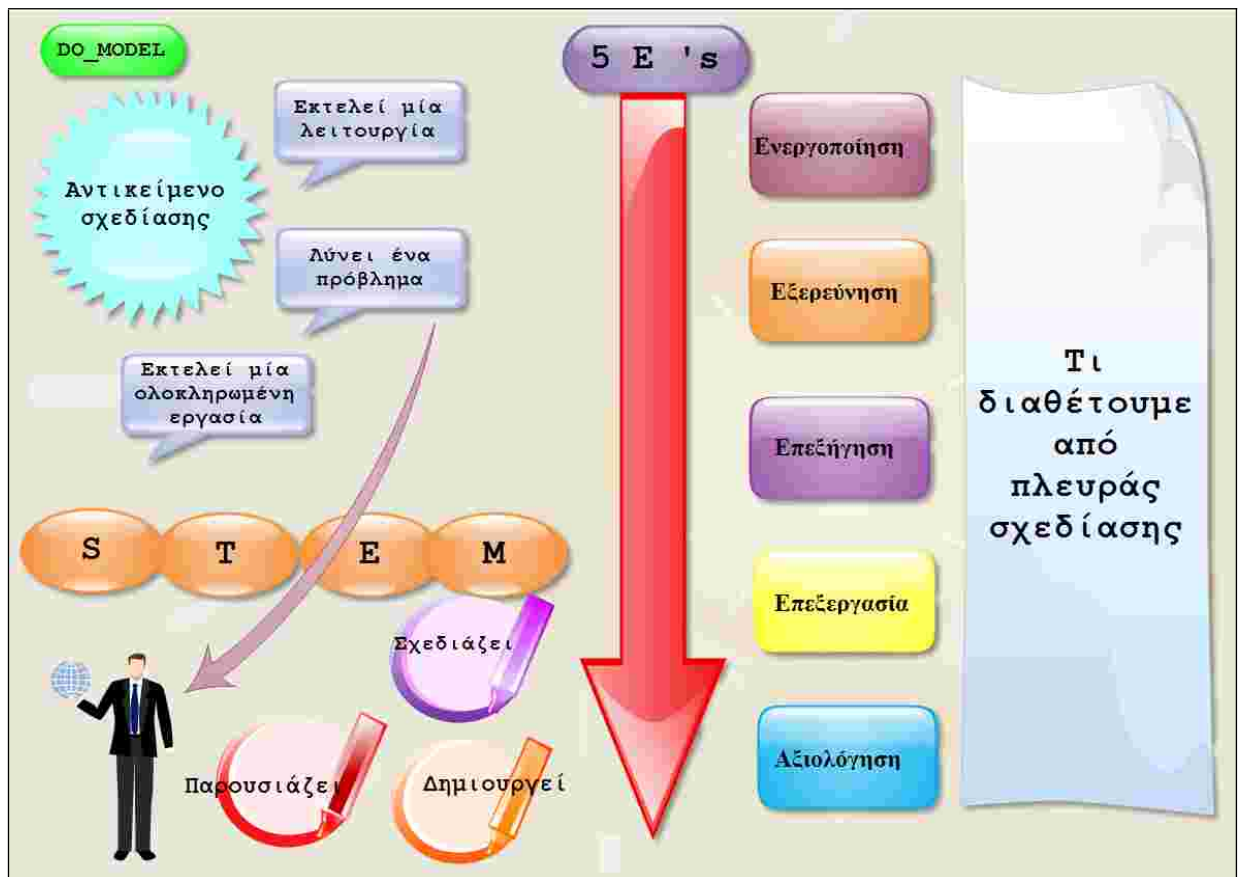 DO_MODEL
Αντικείμενο
σχεδίασης
Εκτελεί μία
λειτουργία
Λύνει ένα
πρόβλημα
Εκτελεί μία
ολοκληρωμένη
εργασία
S T E M
Σχεδιάζει
Παρουσιάζει
Δημιουργεί
5 E 's
Ενεργοποίηση
Εξερεύνηση
Επεξήγηση
Επεξεργασία
Αξιολόγηση
Τι
διαθέτουμε
από
πλευράς
σχεδίασης